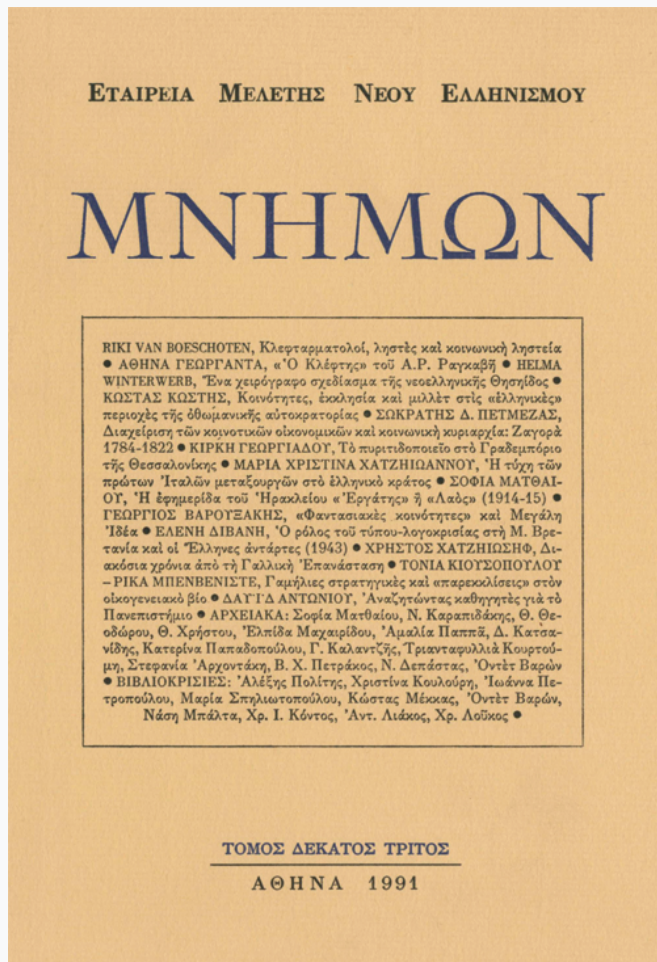 ΕΤΑΙΡΕΙΑ ΜΕΛΕΤΗΣ ΝΕΟΥ ΕΛΛΗΝΙΣΜΟΥ
ΜΝΗΜΩΝ
RIKI VAN BOESCHOTEN, Κλεφταρματολοί, ληστὲς καὶ κοινωνικὴ ληστεία
● ΑΘΗΝΑ ΓΕΩΡΓΑΝΤΑ, «Ὁ Κλέφτης» τοῦ Α.Ρ. Ραγκαβῆ ● HELMA
WINTERWERB, Ἕνα χειρόγραφο σχεδίασμα τῆς νεοελληνικῆς Θησηίδος ●
ΚΩΣΤΑΣ ΚΩΣΤΗΣ, Κοινότητες, ἐκκλησία καὶ μιλλὲτ στὶς «ἑλληνικὲς»
περιοχὲς τῆς ὀθωμανικῆς αὐτοκρατορίας ● ΣΩΚΡΑΤΗΣ Δ. ΠΕΤΜΕΖΑΣ,
Διαχείριση τῶν κοινοτικῶν οἰκονομικῶν καὶ κοινωνικὴ κυριαρχία: Ζαγορὰ
1784-1822 ● ΚΙΡΚΗ ΓΕΩΡΓΙΑΔΟΥ, Τὸ πυριτιδοποιεῖο στὸ Γραδεμπόριο
τῆς Θεσσαλονίκης ● ΜΑΡΙΑ ΧΡΙΣΤΙΝΑ ΧΑΤΖΗΙΩΑΝΝΟΥ, Ἡ τύχη τῶν
πρώτων Ἰταλῶν μεταξουργῶν στὸ ἑλληνικὸ κράτος ● ΣΟΦΙΑ ΜΑΤΘΑΙ-
ΟΥ, Ἡ ἐφημερίδα τοῦ Ἡρακλείου «Ἐργάτης» ἢ «Λαὸς» (1914-15) ●
ΓΕΩΡΓΙΟΣ ΒΑΡΟΥΞΑΚΗΣ, «Φαντασιακὲς κοινότητες» καὶ Μεγάλη
Ἰδέα ● ΕΛΕΝΗ ΔΙΒΑΝΗ, Ὁ ρόλος τοῦ τύπου-λογοκρισίας στὴ Μ. Βρε-
τανία καὶ οἱ Ἕλληνες ἀντάρτες (1943) ● ΧΡΗΣΤΟΣ ΧΑΤΖΗΙΩΣΗΦ, Δι-
ακόσια χρόνια ἀπὸ τὴ Γαλλικὴ Ἐπανάσταση ● ΤΟΝΙΑ ΚΙΟΥΣΟΠΟΥΛΟΥ
– ΡΙΚΑ ΜΠΕΝΒΕΝΙΣΤΕ, Γαμήλιες στρατηγικὲς καὶ «παρεκκλίσεις» στὸν
οἰκογενειακὸ βίο ● ΔΑΥΙΔ ΑΝΤΩΝΙΟΥ, Ἀναζητώντας καθηγητὲς γιὰ τὸ
Πανεπιστήμιο ● ΑΡΧΕΙΑΚΑ: Σοφία Ματθαίου, Ν. Καραπιδάκης, Θ. Θε-
οδώρου, Θ. Χρήστου, Ἐλπίδα Μαχαιρίδου, Ἀμαλία Παππᾶ, Δ. Κατσα-
νίδης, Κατερίνα Παπαδοπούλου, Γ. Καλαντζῆς, Τριανταφυλλιὰ Κουρτού-
μη, Στεφανία Ἀρχοντάκη, Β. Χ. Πετράκος, Ν. Δεπάστας, Ὀντὲτ Βαρὼν
● ΒΙΒΛΙΟΚΡΙΣΙΕΣ: Ἀλέξης Πολίτης, Χριστίνα Κουλούρη, Ἰωάννα Πε-
τροπούλου, Μαρία Σπηλιωτοπούλου, Κώστας Μέκκας, Ὀντὲτ Βαρών,
Νάση Μπάλτα, Χρ. Ι. Κόντος, Ἀντ. Λιάκος, Χρ. Λοῦκος ●
ΤΟΜΟΣ ΔΕΚΑΤΟΣ ΤΡΙΤΟΣ
ΑΘΗΝΑ 1991